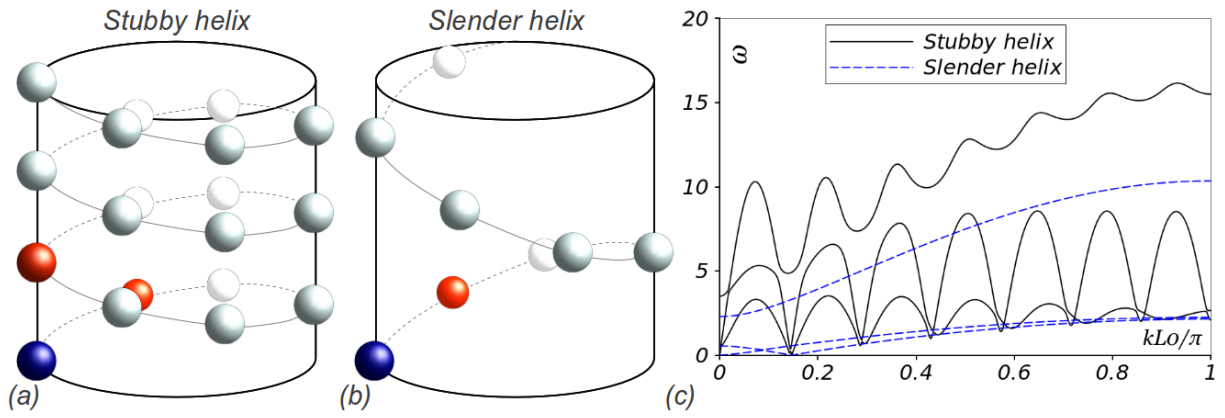 Stubby helix
Slender helix
(a)
(b)
(c)
ω
20
15
10
5
0
Stubby helix
Slender helix
kLo/π
0
0.2
0.4
0.6
0.8
1